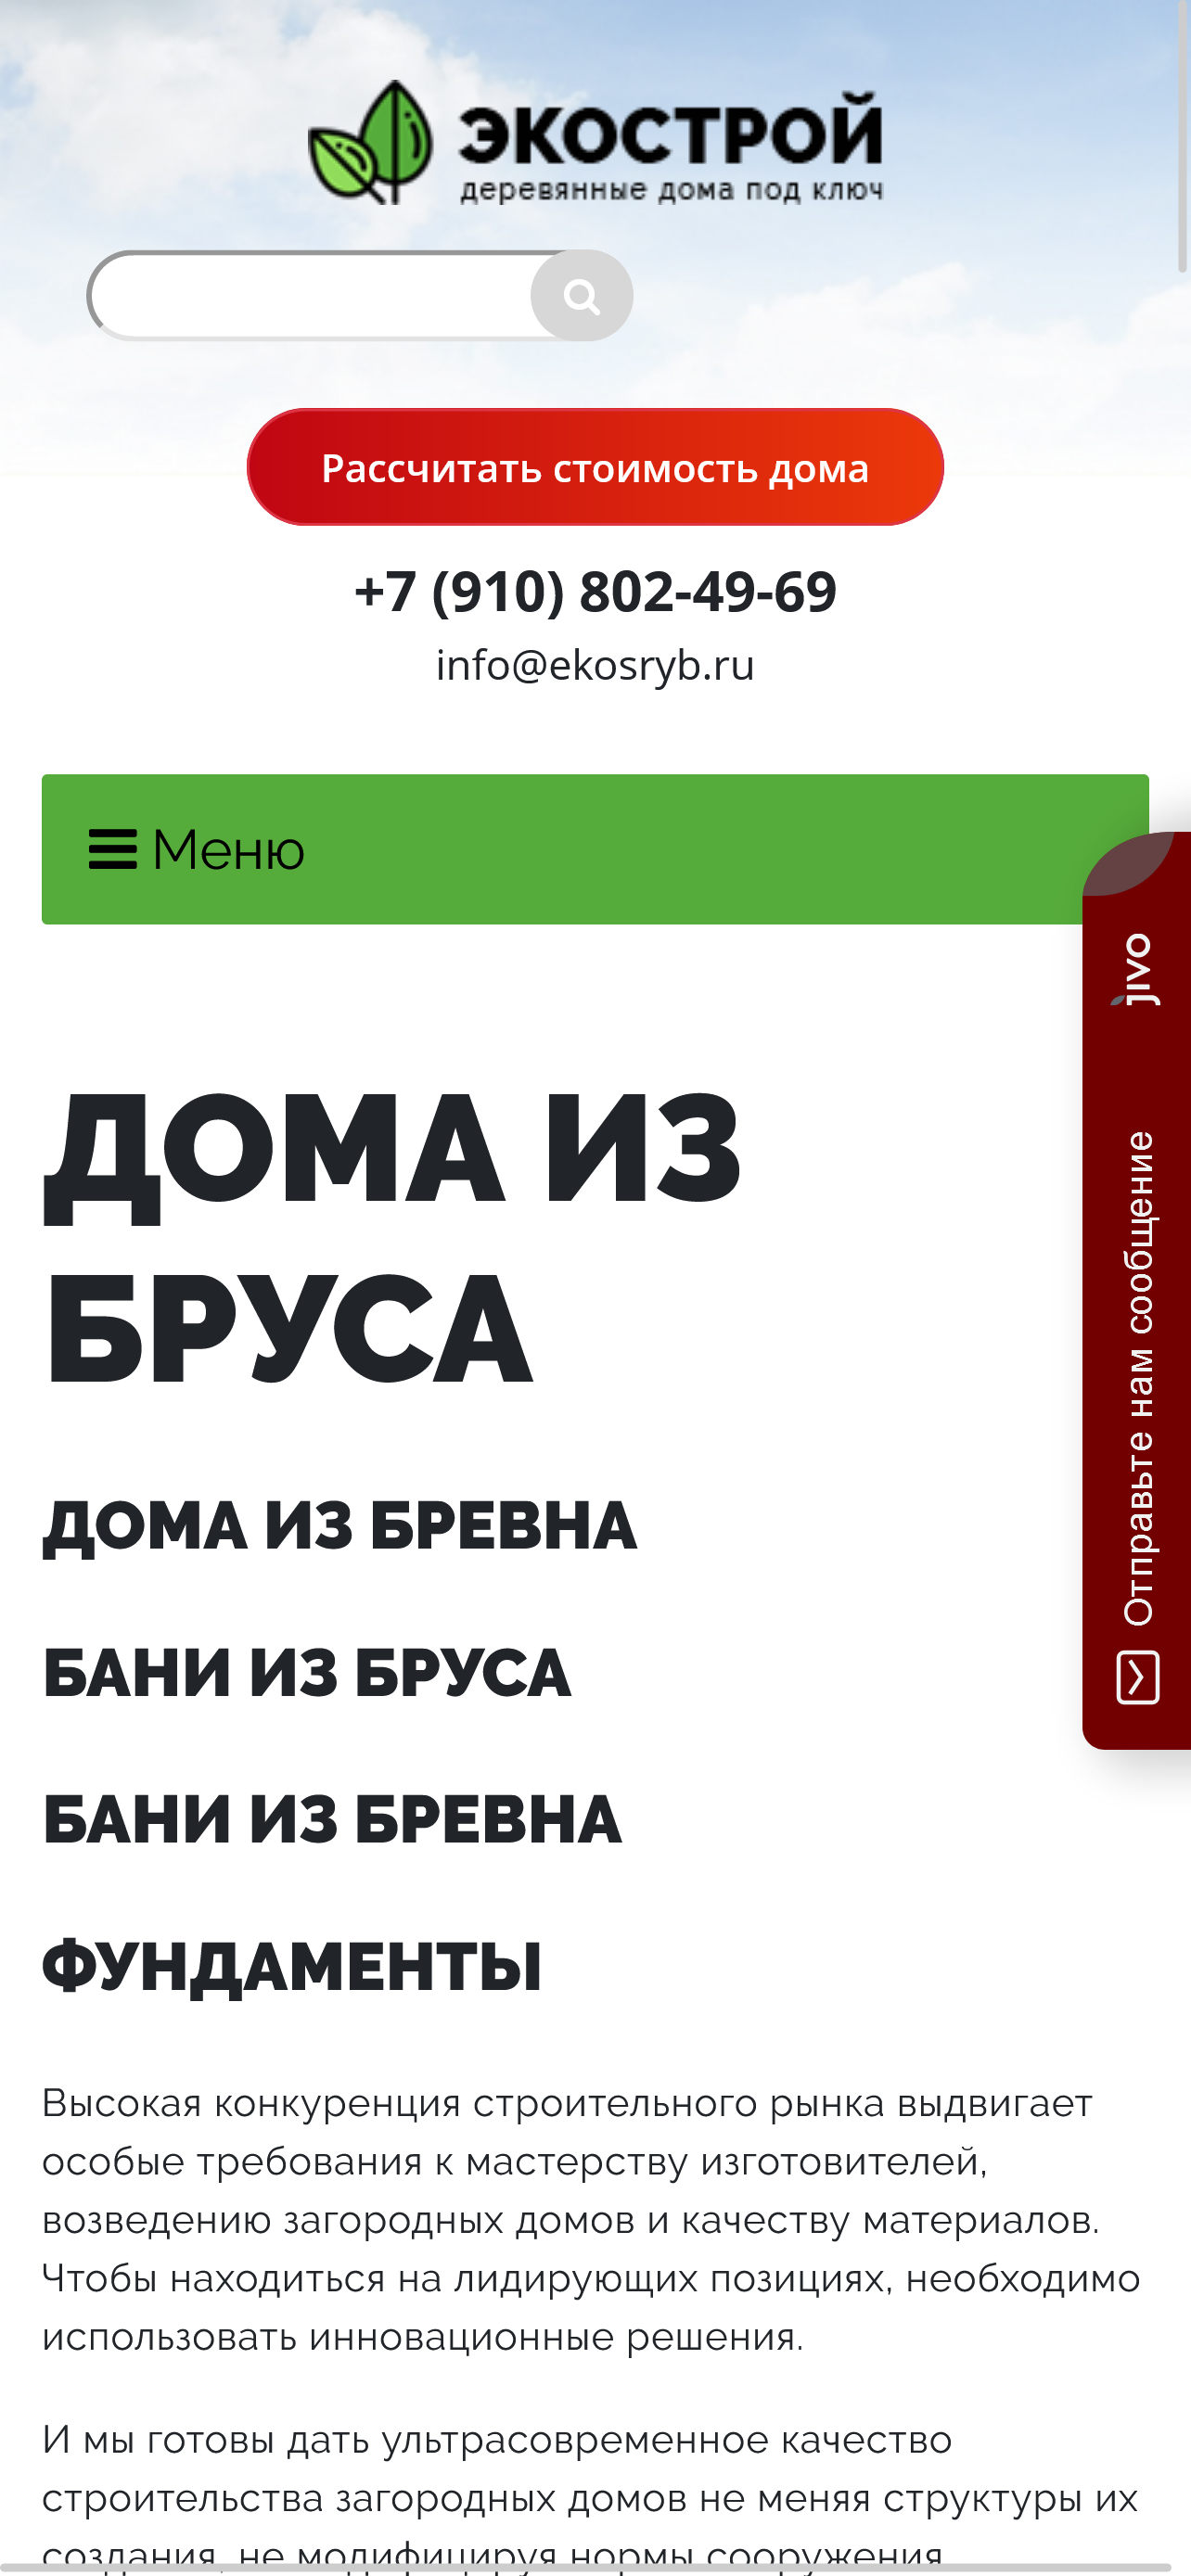 ЭКОСТРОЙ
деревянные дома под ключ
Рассчитать стоимость дома
+7 (910) 802-49-69
info@ekosryb.ru
Меню
jivo
Отправьте нам сообщение
ДОМА ИЗ
БРУСА
ДОМА ИЗ БРЕВНА
БАНИ ИЗ БРУСА
БАНИ ИЗ БРЕВНА
ФУНДАМЕНТЫ
Высокая конкуренция строительного рынка выдвигает
особые требования к мастерству изготовителей,
возведению загородных домов и качеству материалов.
Чтобы находиться на лидирующих позициях, необходимо
использовать инновационные решения.
И мы готовы дать ультрасовременное качество
строительства загородных домов не меняя структуры их
создания, не модифицируя нормы сооружения